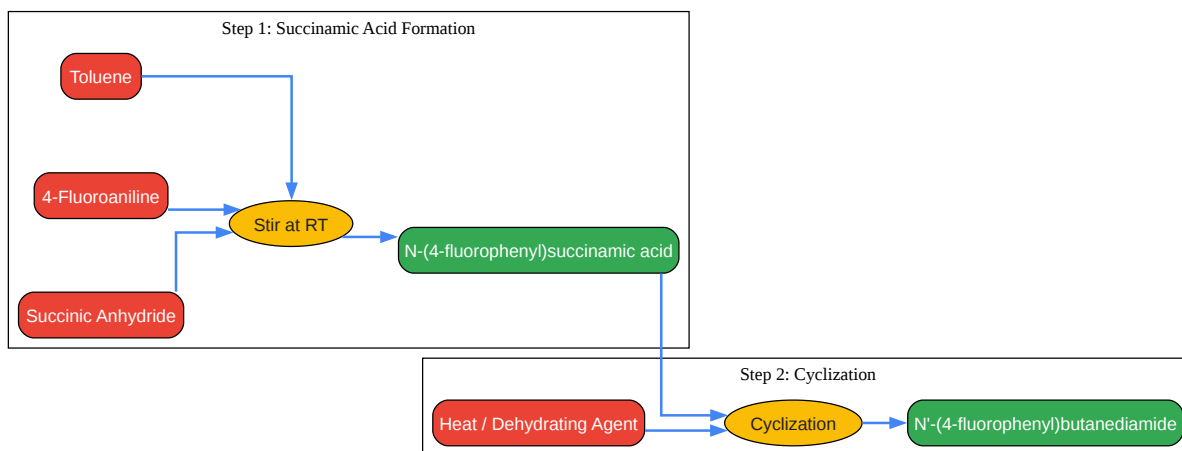 Step 1: Succinamic Acid Formation
Toluene
4-Fluoroaniline
Stir at RT
N-(4-fluorophenyl)succinamic acid
Succinic Anhydride
Step 2: Cyclization
Heat / Dehydrating Agent
Cyclization
N'-(4-fluorophenyl)butanediamide